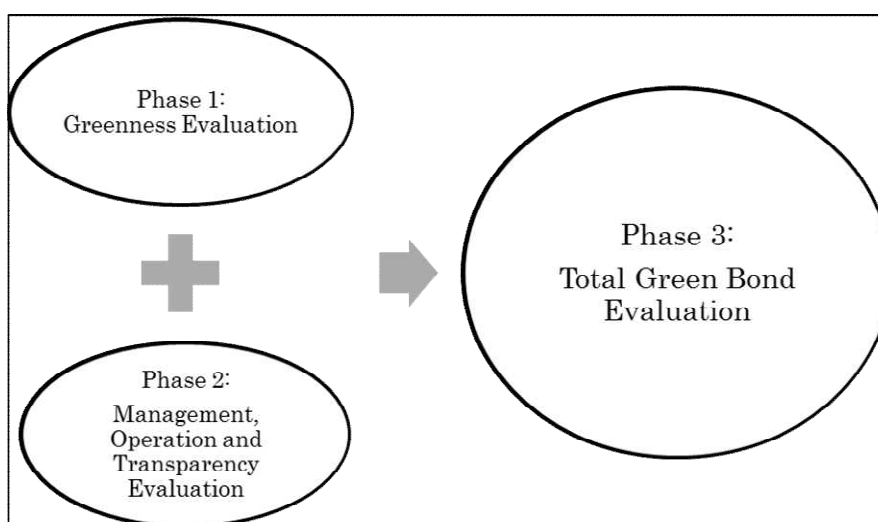 Phase 1:
Greenness Evaluation
Phase 2:
Management,
Operation and
Transparency
Evaluation
Phase 3:
Total Green Bond
Evaluation